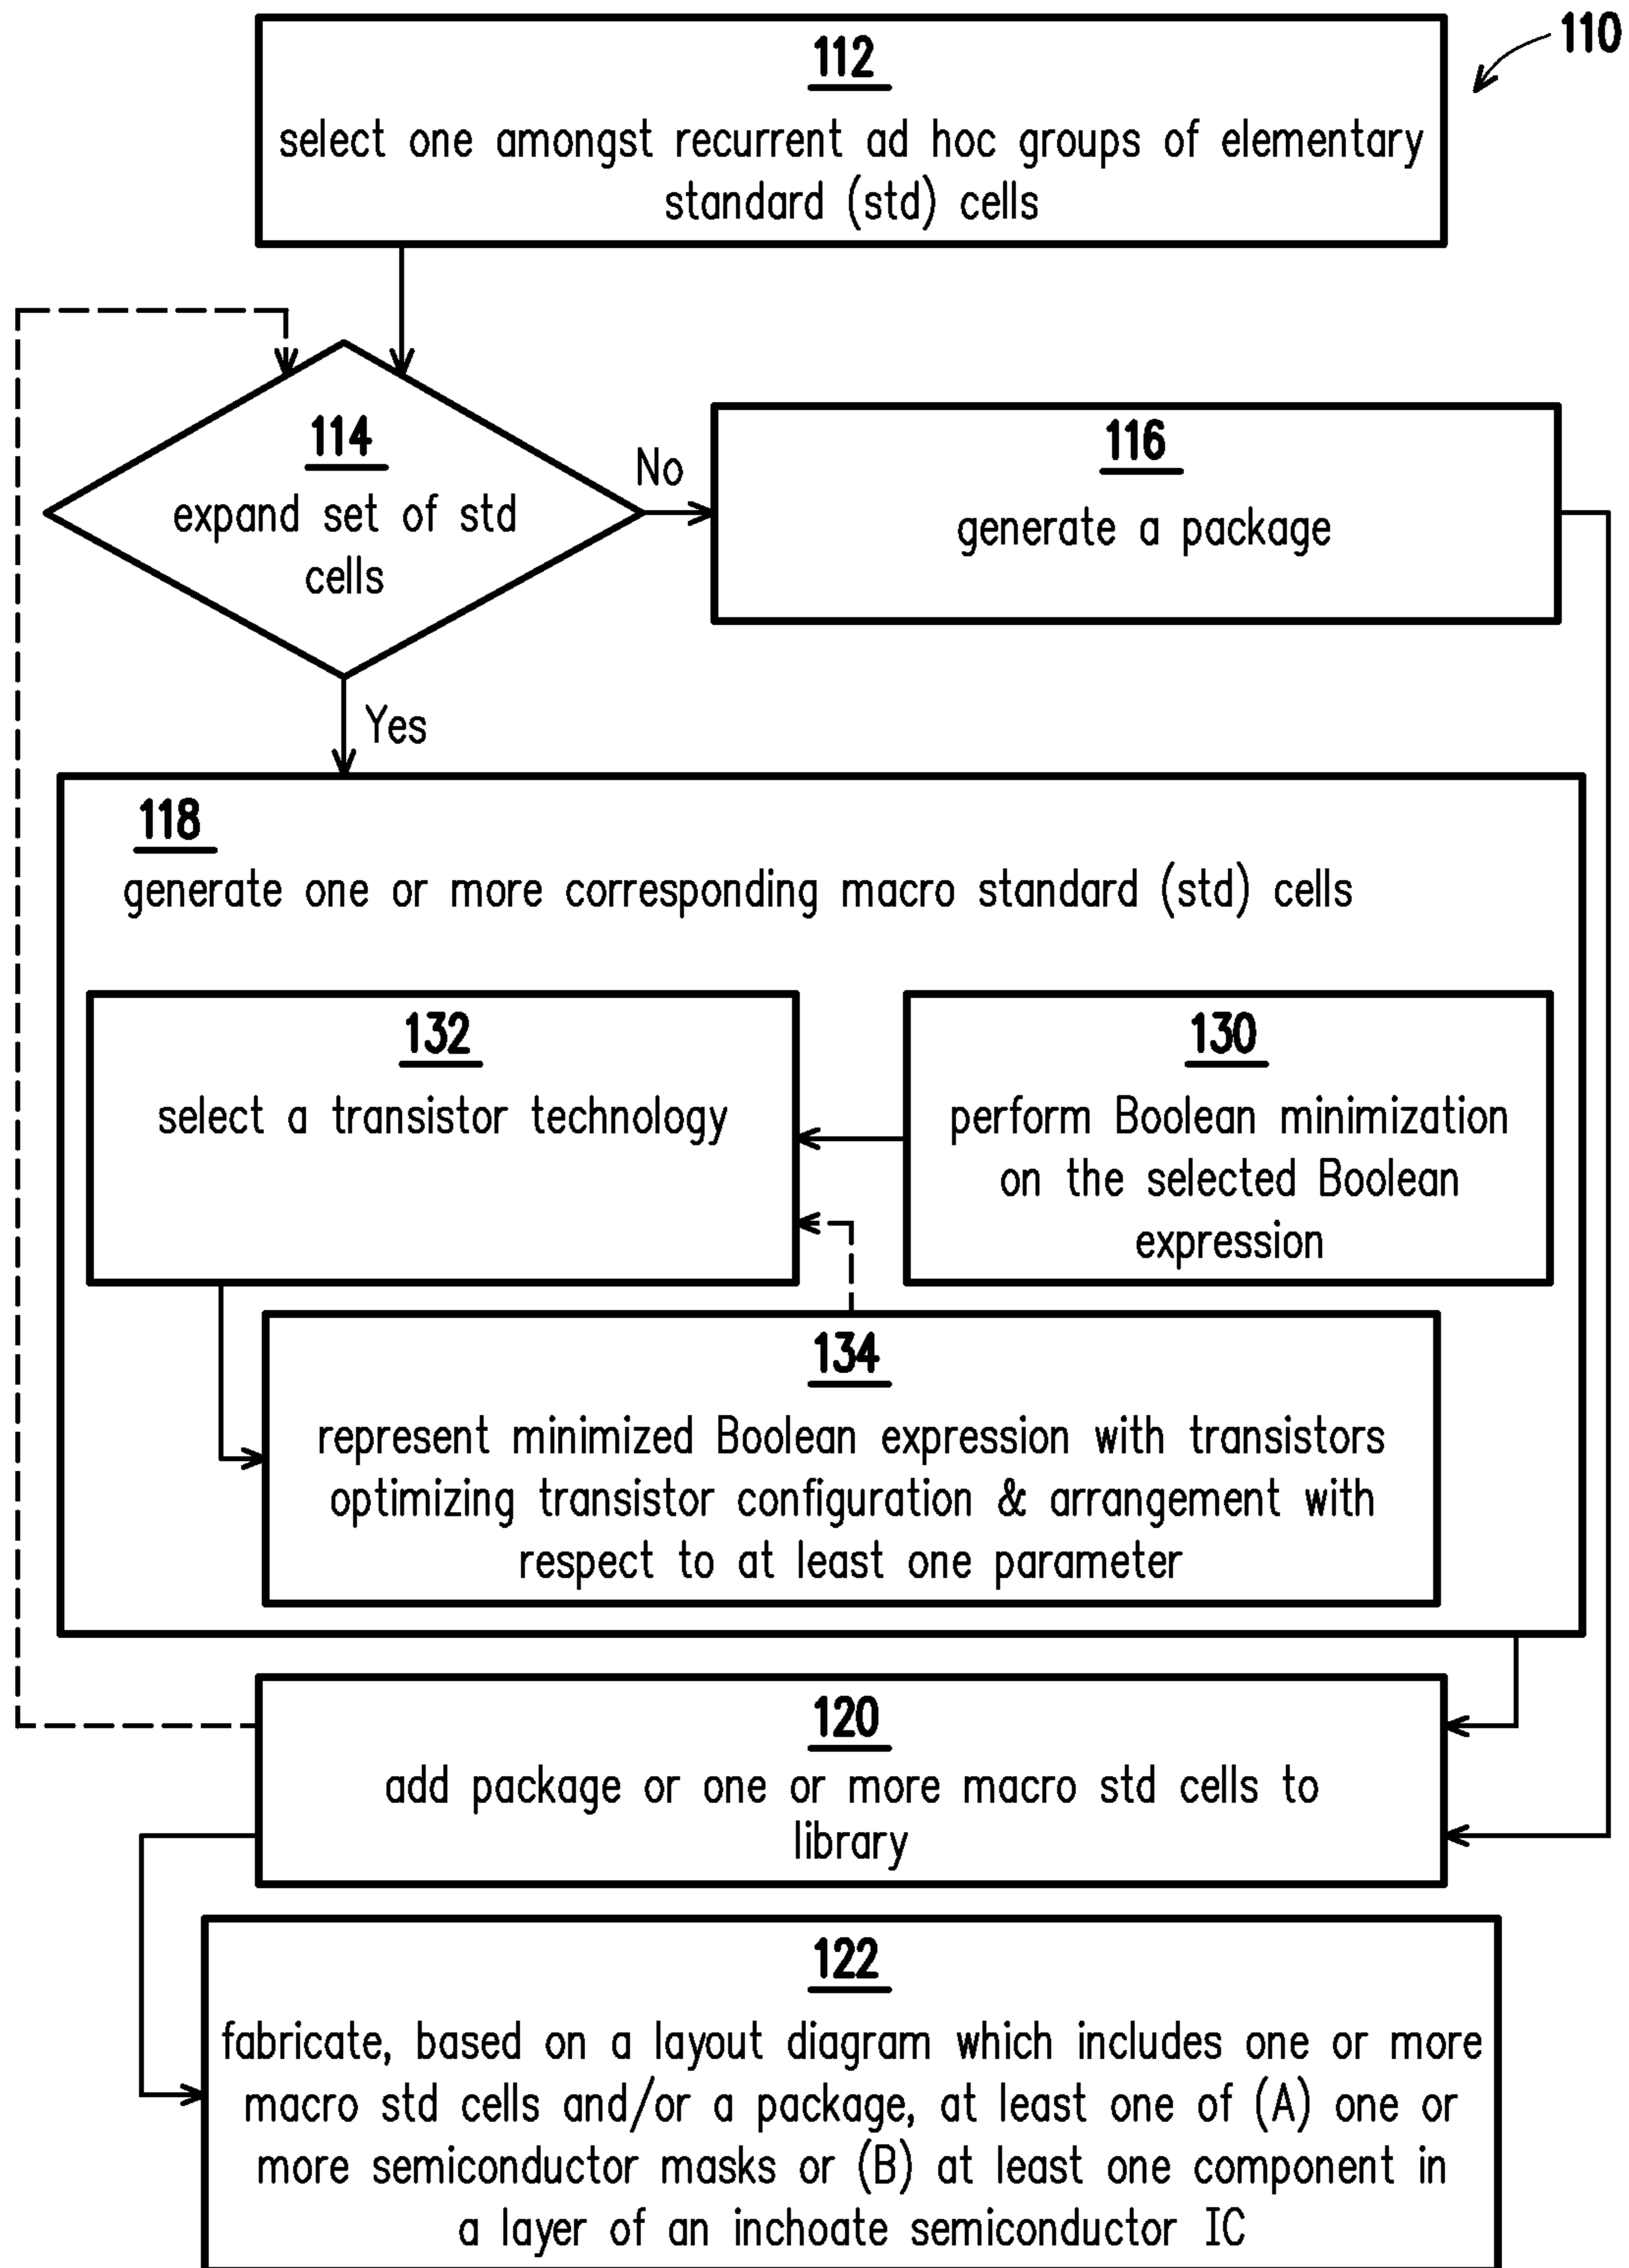 110
112
select one amongst recurrent ad hoc groups of elementary
standard (std) cells
114
expand set of std
cells
No
116
generate a package
Yes
118
generate one or more corresponding macro standard (std) cells
132
select a transistor technology
130
perform Boolean minimization
on the selected Boolean
expression
134
represent minimized Boolean expression with transistors
optimizing transistor configuration & arrangement with
respect to at least one parameter
120
add package or one or more macro std cells to
library
122
fabricate, based on a layout diagram which includes one or more
macro std cells and/or a package, at least one of (A) one or
more semiconductor masks or (B) at least one component in
a layer of an inchoate semiconductor IC